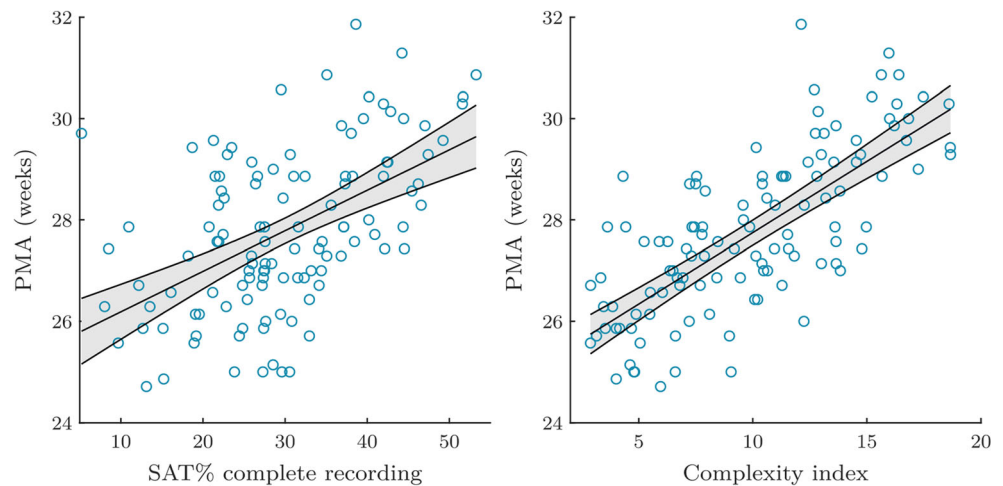 32
30
28
26
24
PMA (weeks)
10 20 30 40 50
SAT% complete recording
32
30
28
26
24
PMA (weeks)
5 10 15 20
Complexity index